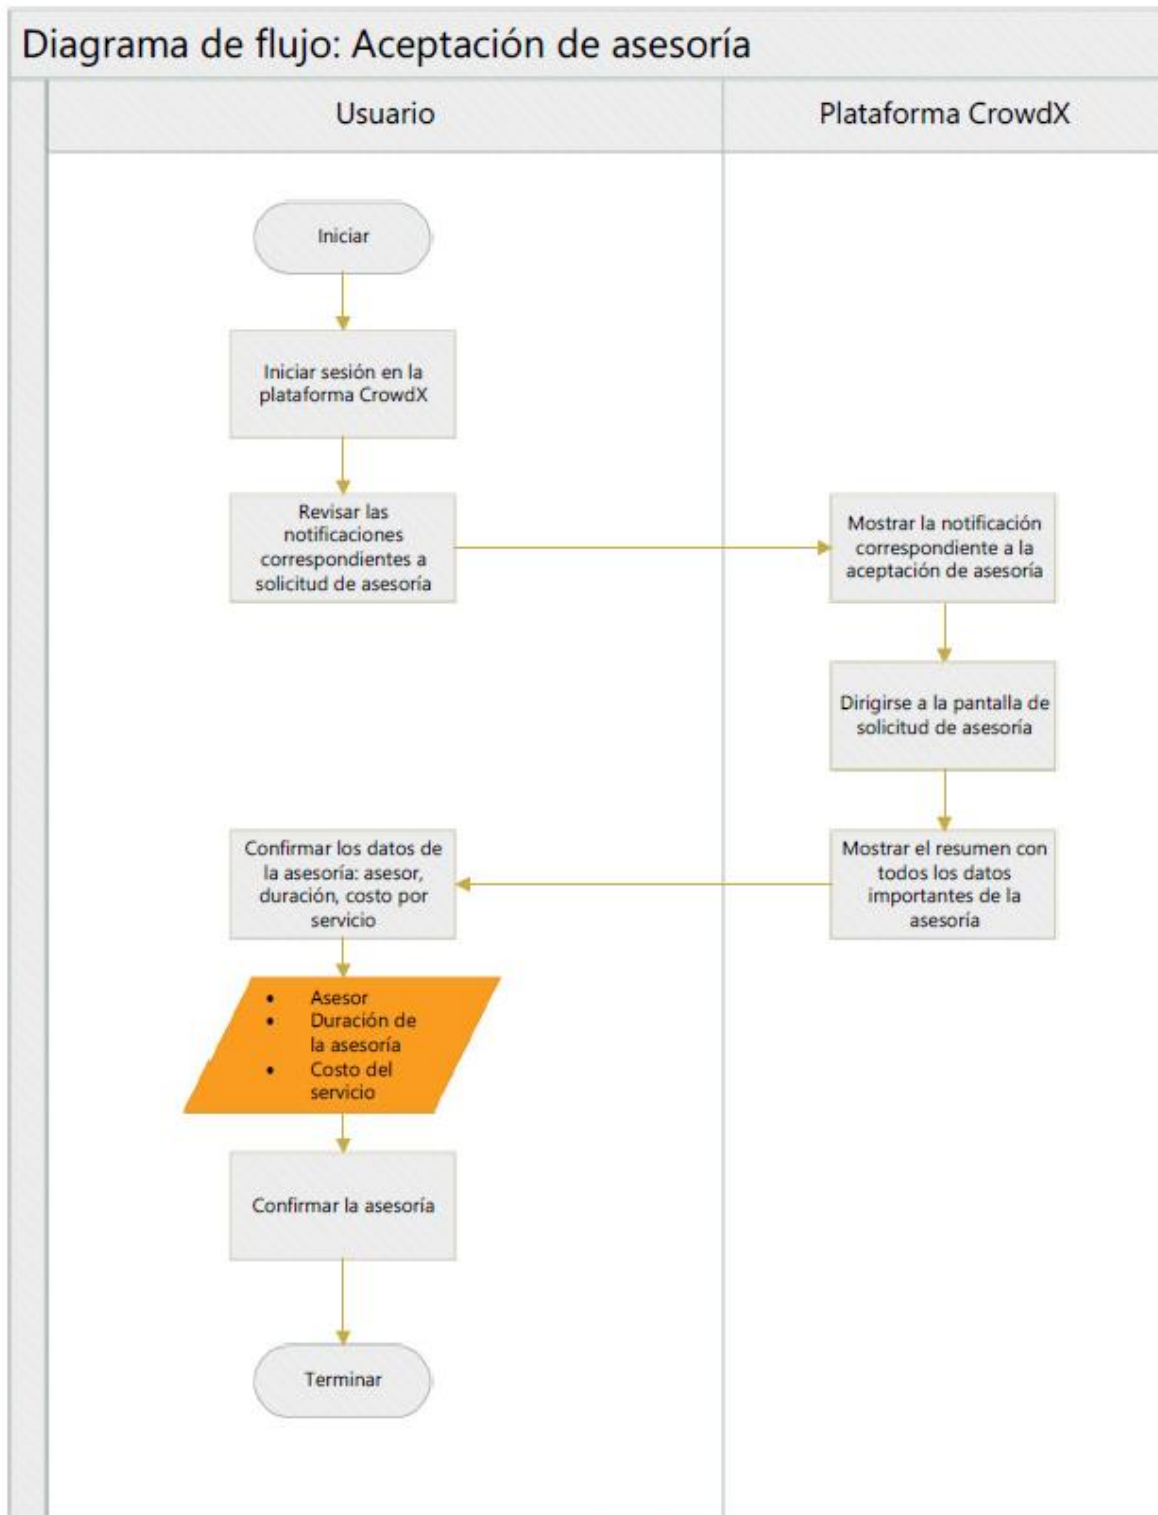 Diagrama de flujo: Aceptación de asesoría
Usuario
Plataforma CrowdX
Iniciar
Iniciar sesión en la
plataforma CrowdX
Revisar las
notificaciones
correspondientes a
solicitud de asesoría
Mostrar la notificación
correspondiente a la
aceptación de asesoría
Dirigirse a la pantalla de
solicitud de asesoría
Mostrar el resumen con
todos los datos
importantes de la
asesoría
Confirmar los datos de
la asesoría: asesor,
duración, costo por
servicio
• Asesor
• Duración de
la asesoría
• Costo del
servicio
Confirmar la asesoría
Terminar